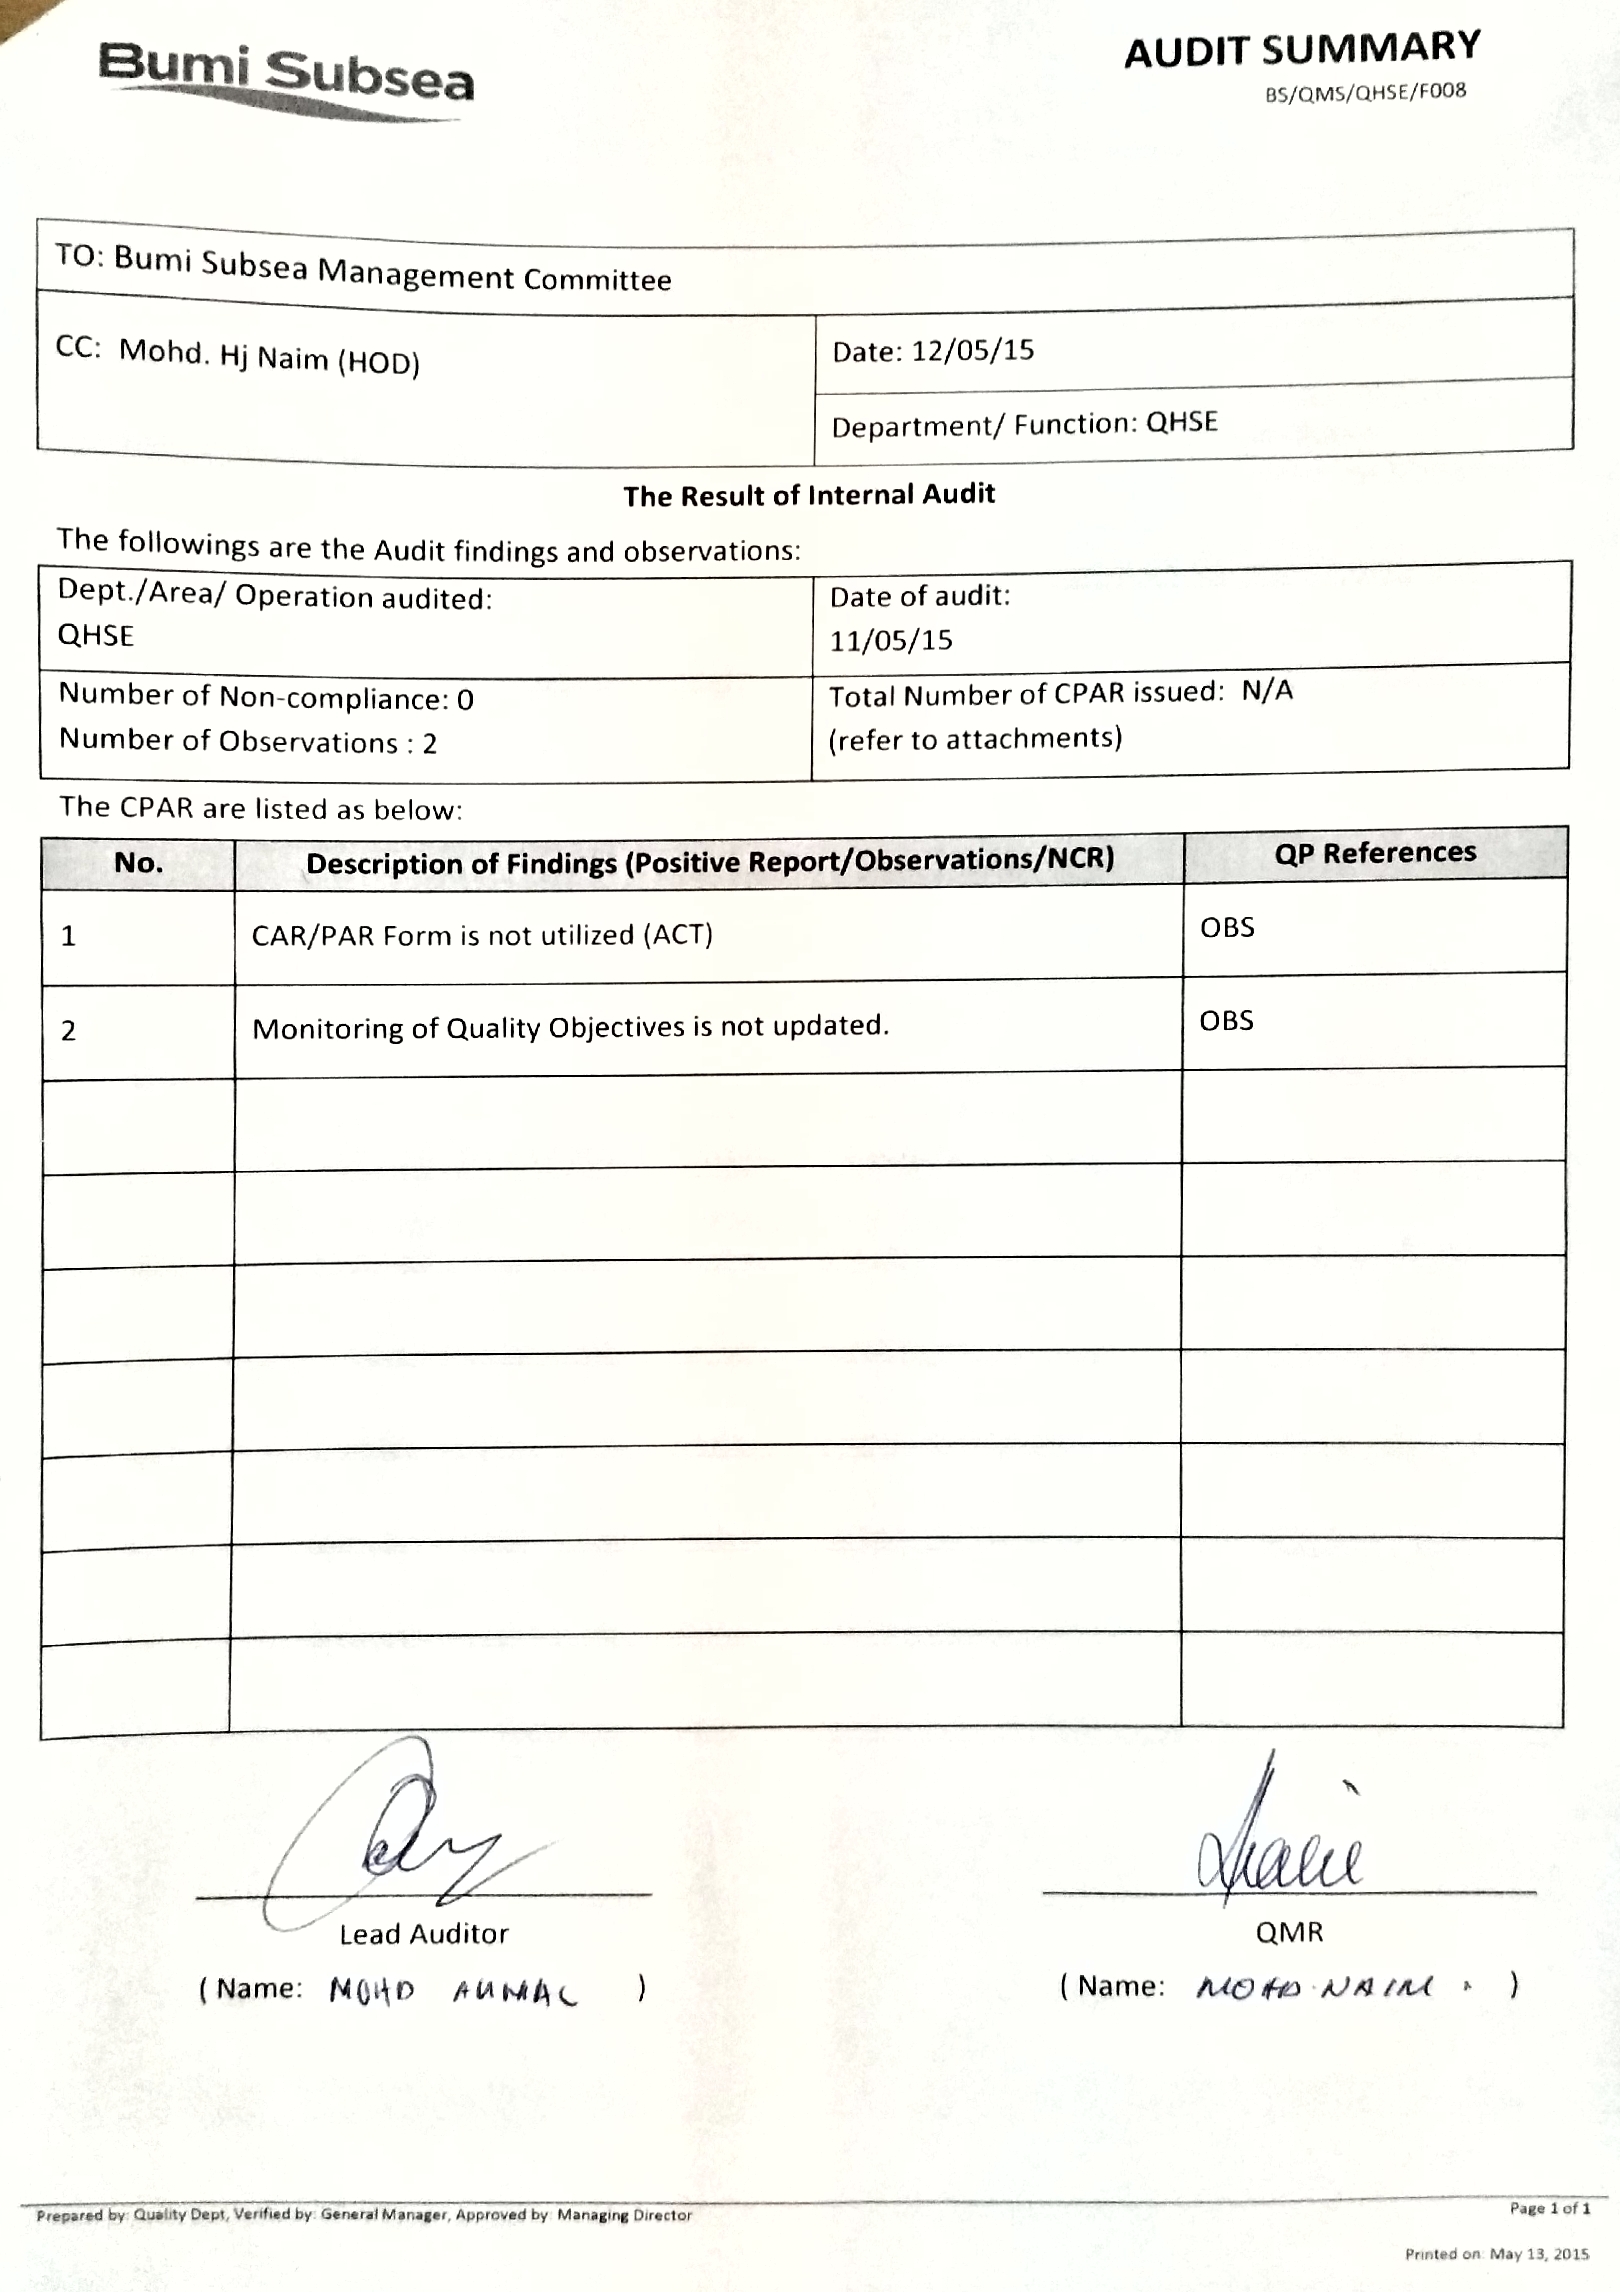 Bumi Subsea
AUDIT SUMMARY
BS/QMS/QHSE/F008
TO: Bumi Subsea Management Committee
CC: Mohd. Hj Naim (HOD)
Date: 12/05/15
Department/ Function: QHSE
The Result of Internal Audit
The followings are the Audit findings and observations:
Dept./Area/ Operation audited:
QHSE
Date of audit:
11/05/15
Number of Non-compliance: 0
Number of Observations : 2
Total Number of CPAR issued: N/A
(refer to attachments)
The CPAR are listed as below:
No. Description of Findings (Positive Report/Observations/NCR) QP References
1 CAR/PAR Form is not utilized (ACT) OBS
2 Monitoring of Quality Objectives is not updated. OBS
Lead Auditor
(Name: MOHD )
QMR
(Name: MOHD NAIM . )
Prepared by: Quality Dept, Verified by: General Manager, Approved by: Managing Director
Page 1 of 1
Printed on: May 13, 2015